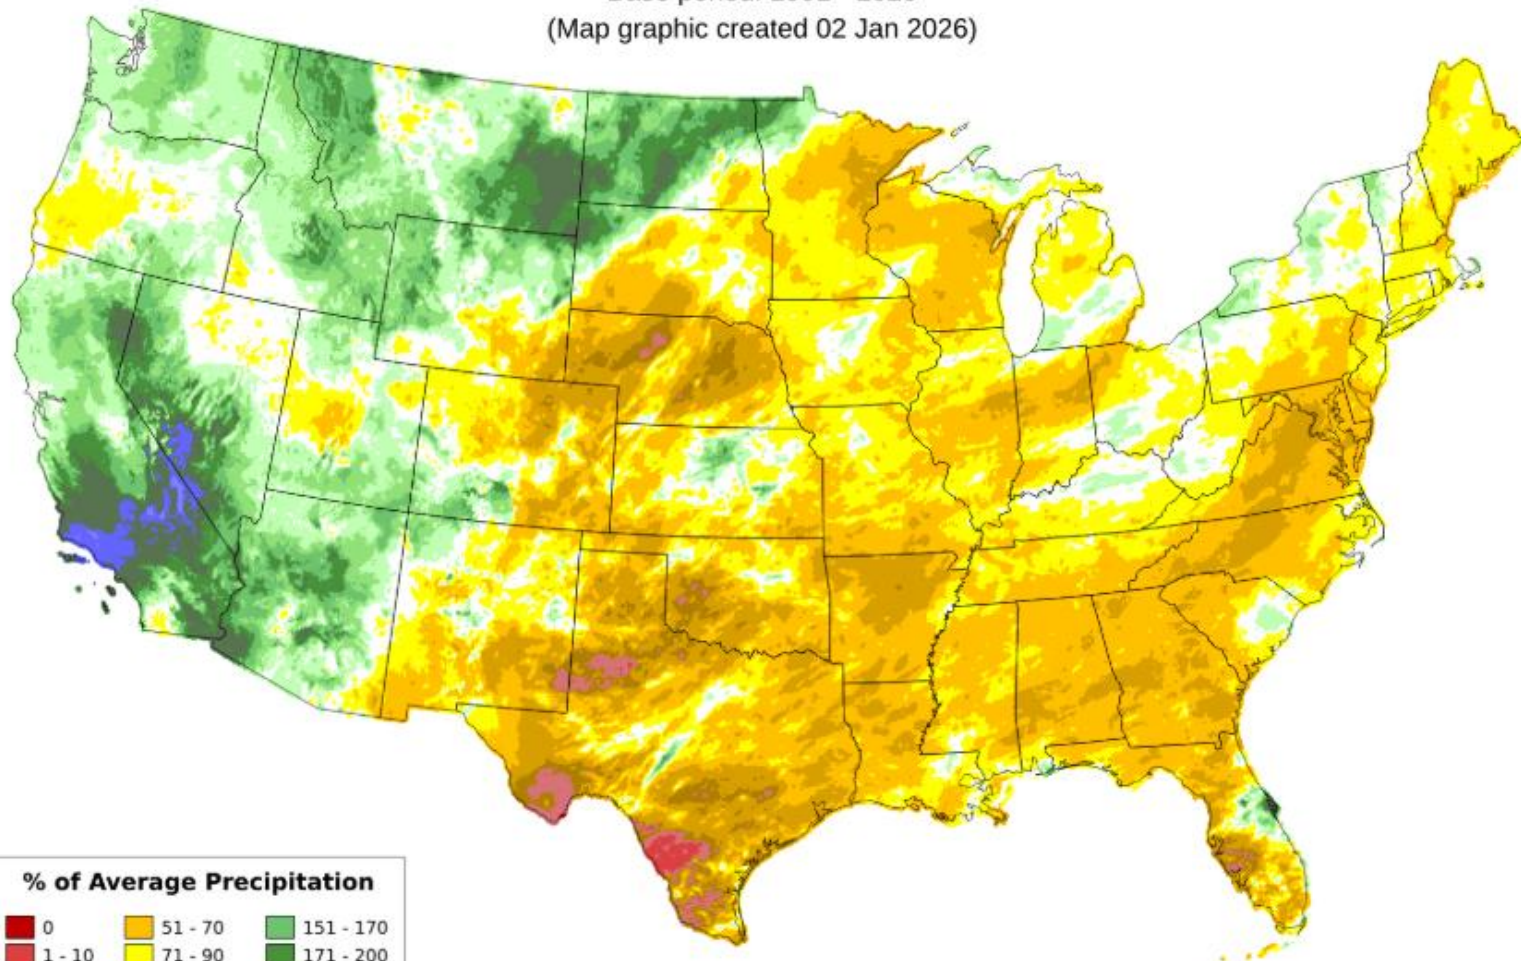 (Map graphic created 02 Jan 2026)
% of Average Precipitation
0
51 - 70
151 - 170
1 - 10
71 - 90
171 - 200